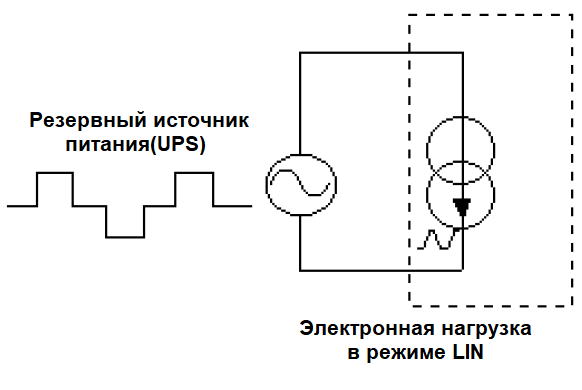 Резервный источник
питания(UPS)
Электронная нагрузка
в режиме LIN